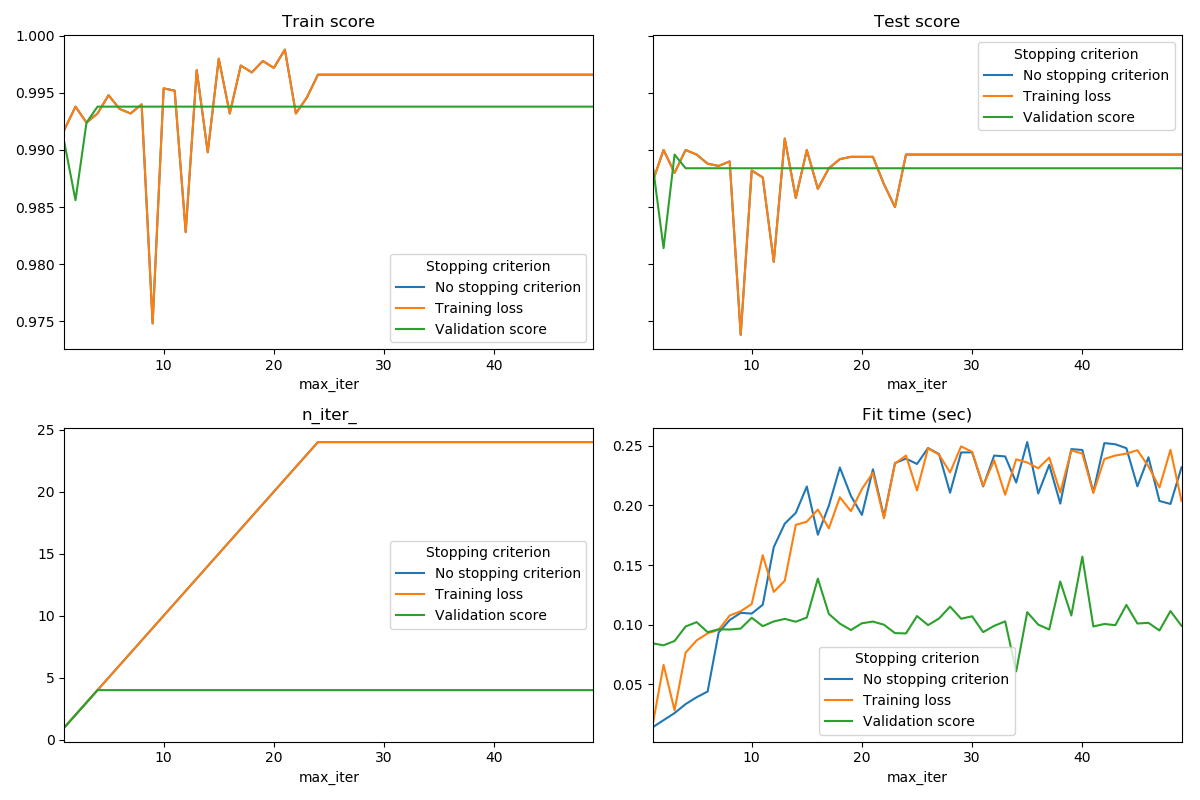 Train score
1.000
0.995
0.990
0.985
0.980
0.975
Stopping criterion
No stopping criterion
Training loss
Validation score
10 20 30 40
max_iter
Test score
Stopping criterion
No stopping criterion
Training loss
Validation score
10 20 30 40
max_iter
n_iter_
25
20
15
10
5
0
Stopping criterion
No stopping criterion
Training loss
Validation score
10 20 30 40
max_iter
Fit time (sec)
0.25
0.20
0.15
0.10
0.05
Stopping criterion
No stopping criterion
Training loss
Validation score
10 20 30 40
max_iter